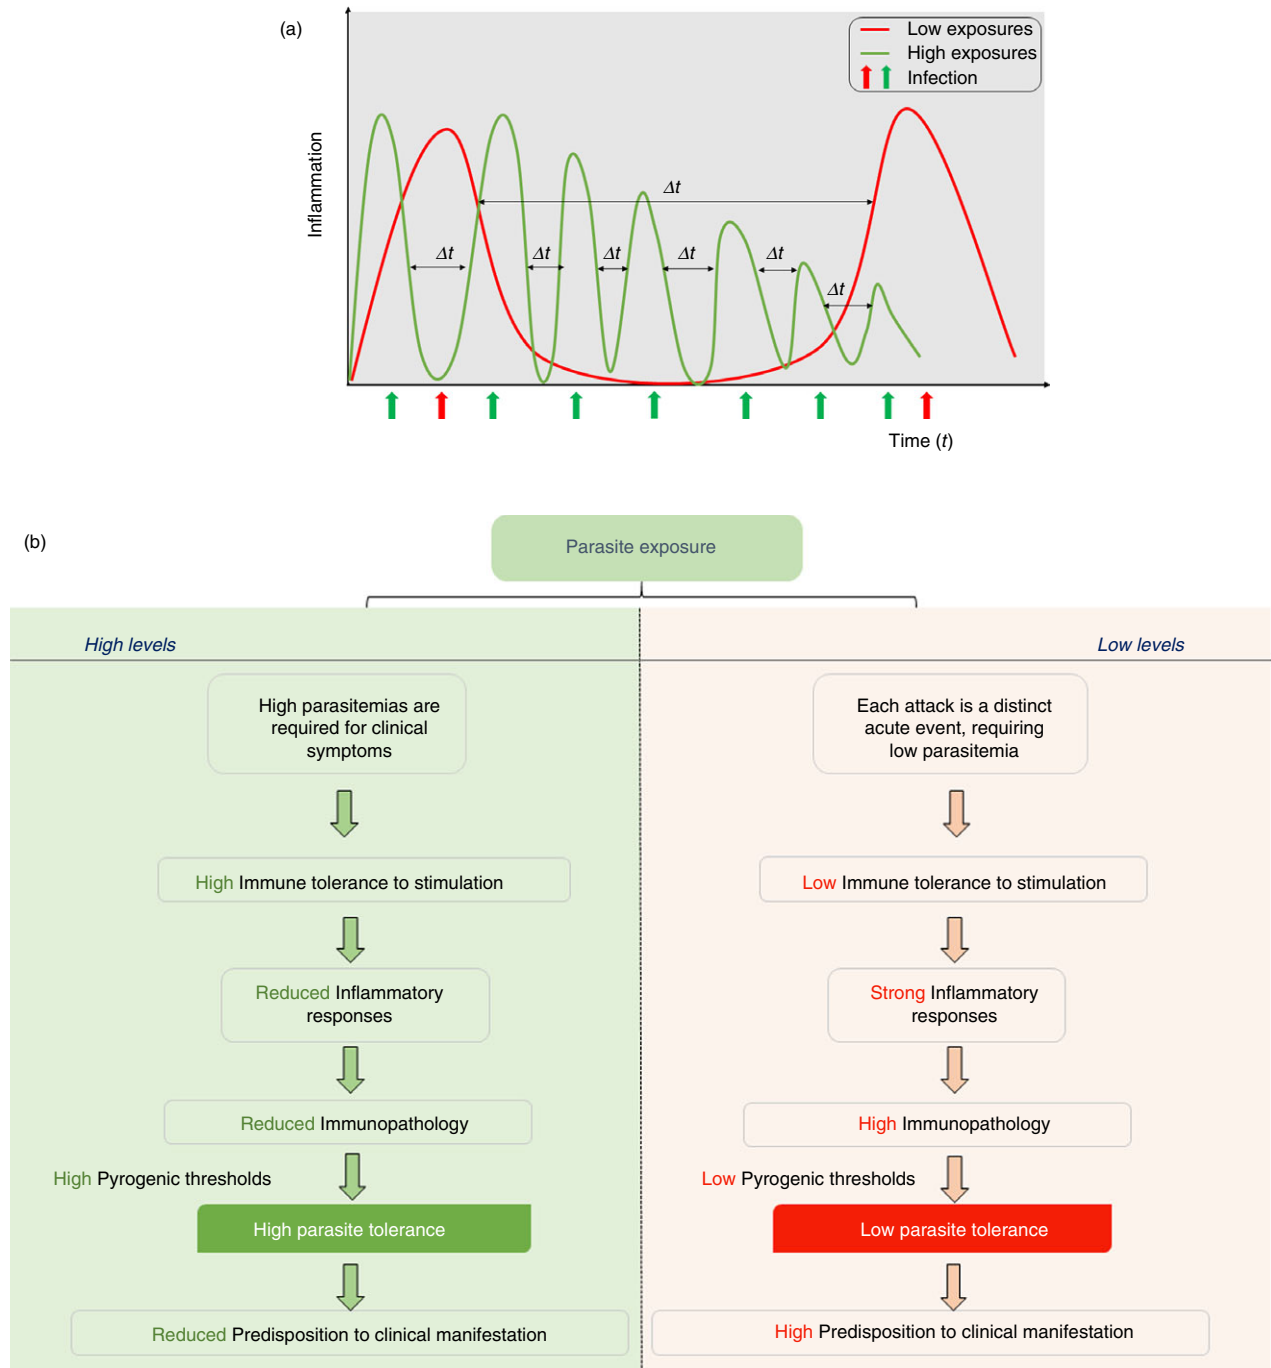 (a)
Low exposures
High exposures
Infection
Inflammation
Δt
Δt
Δt
Δt
Δt
Δt
Δt
Time (t)
(b)
Parasite exposure
High levels
Low levels
High parasitemias are
required for clinical
symptoms
High Immune tolerance to stimulation
Reduced Inflammatory
responses
Reduced Immunopathology
High Pyrogenic thresholds
High parasite tolerance
Reduced Predisposition to clinical manifestation
Each attack is a distinct
acute event, requiring
low parasitemia
Low Immune tolerance to stimulation
Strong Inflammatory
responses
High Immunopathology
Low Pyrogenic thresholds
Low parasite tolerance
High Predisposition to clinical manifestation